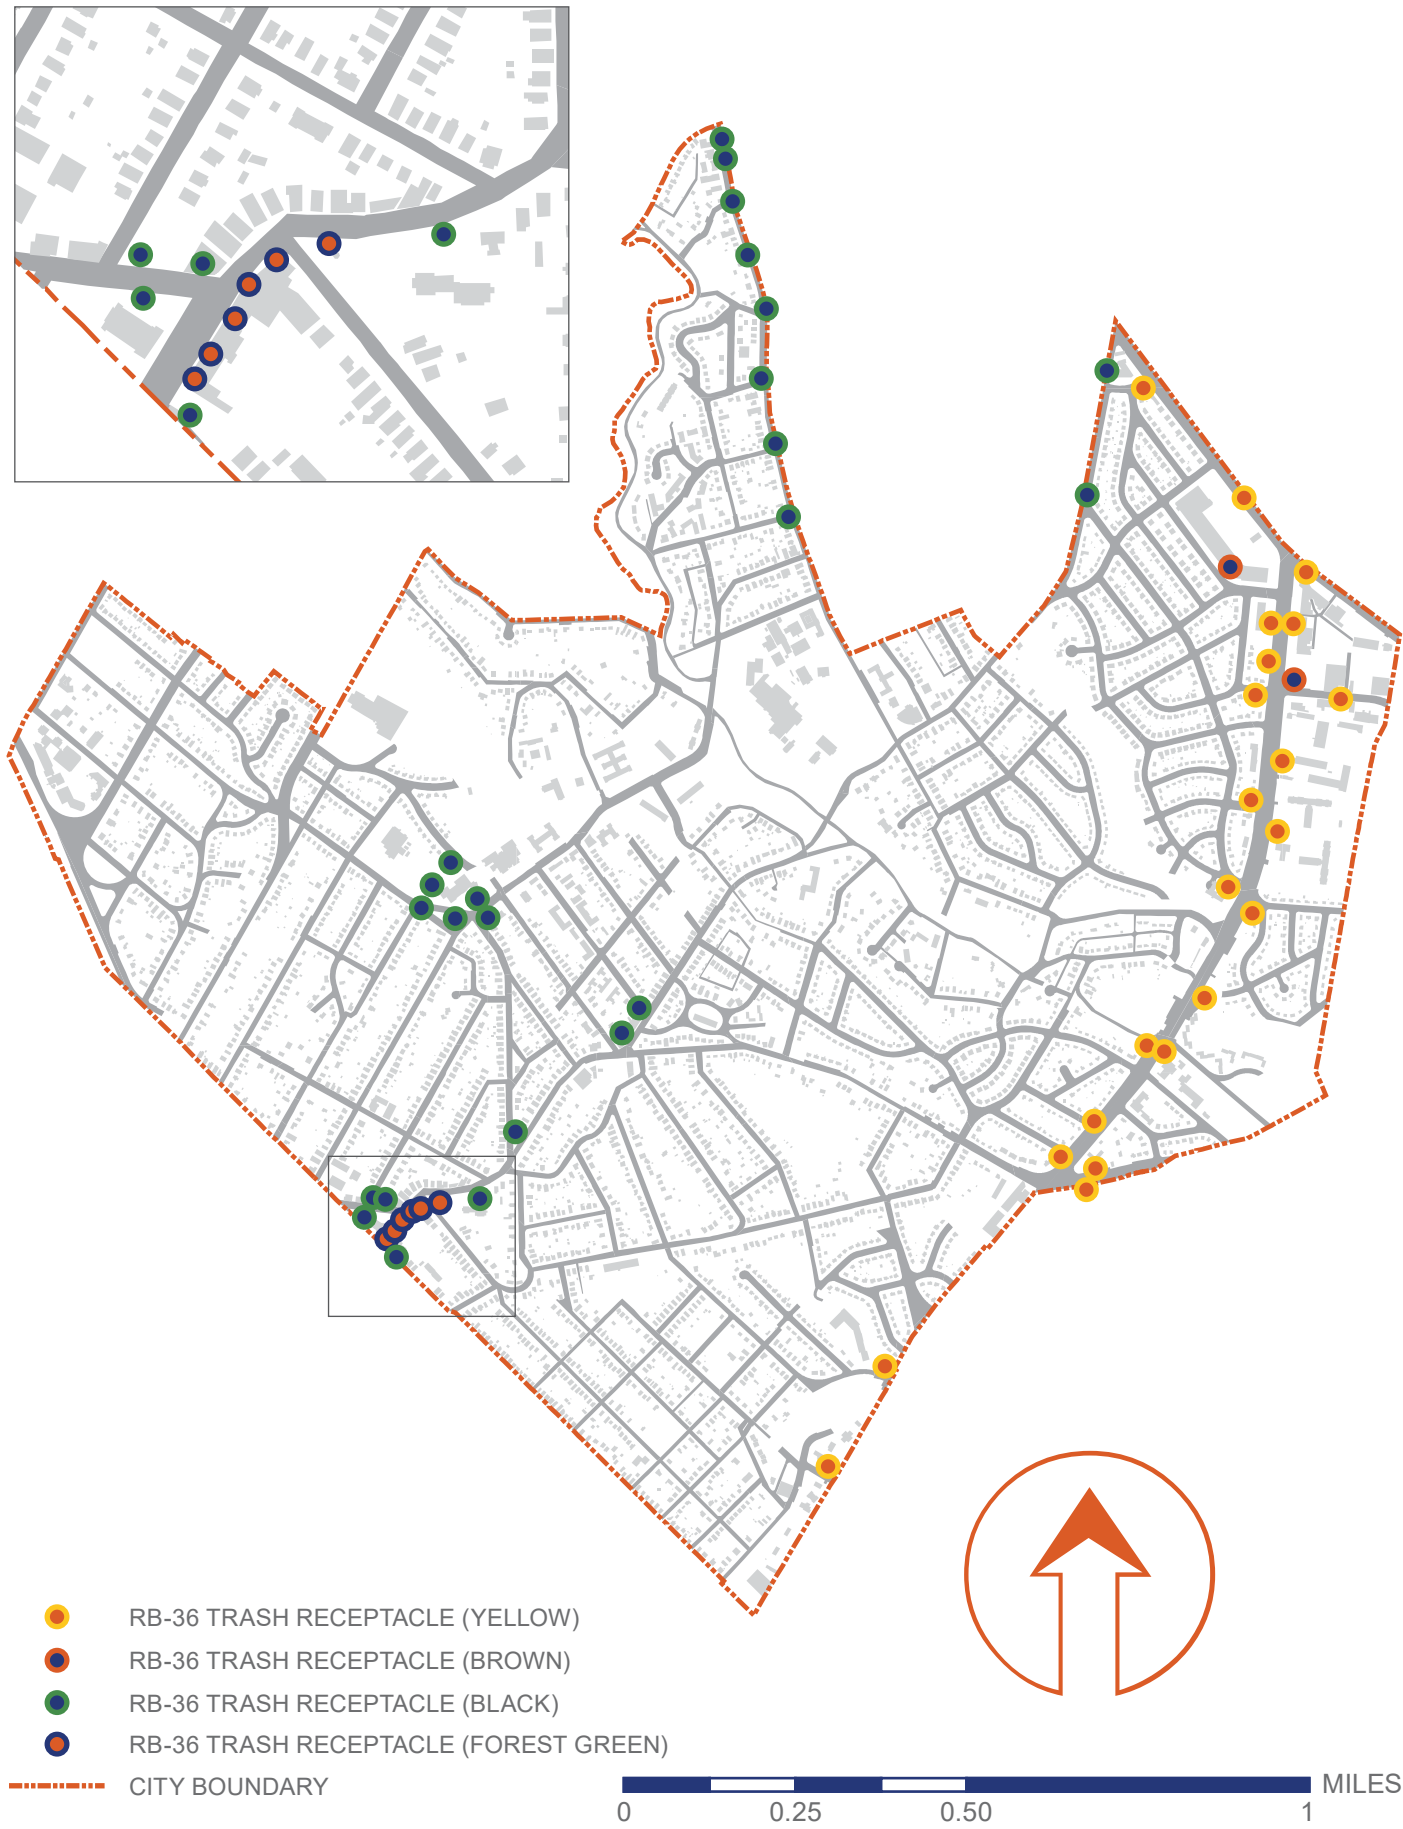 RB-36 TRASH RECEPTACLE (YELLOW)
RB-36 TRASH RECEPTACLE (BROWN)
RB-36 TRASH RECEPTACLE (BLACK)
RB-36 TRASH RECEPTACLE (FOREST GREEN)
CITY BOUNDARY
MILES
0 0.25 0.50 1